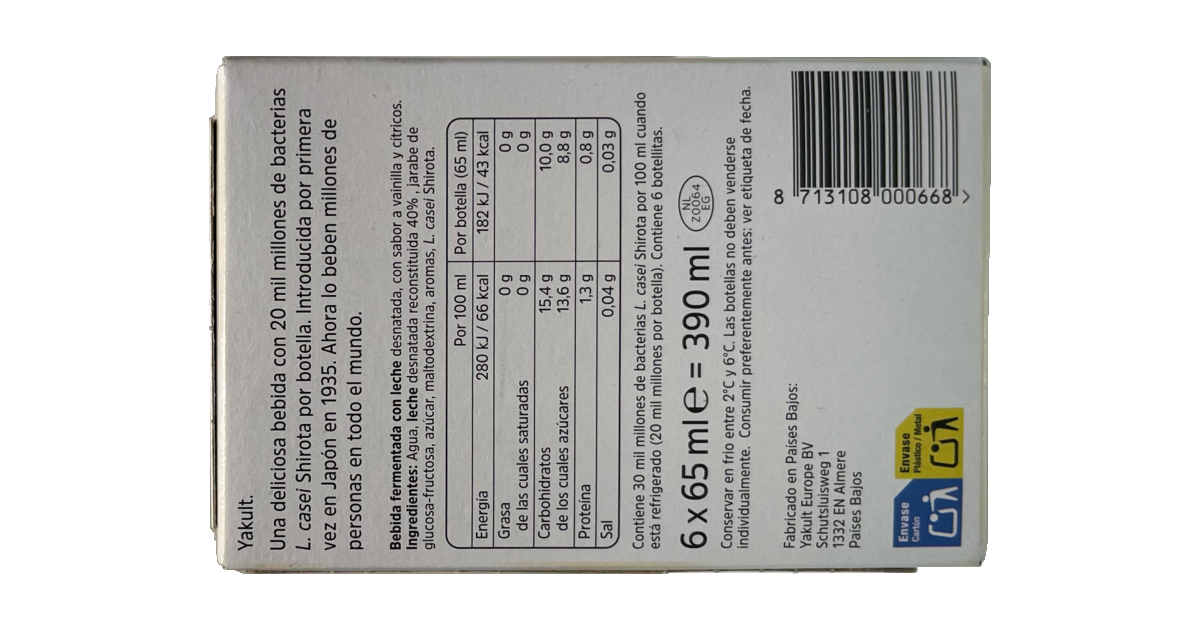 Yakult.
Una deliciosa bebida con 20 mil millones de bacterias
L. casei Shirota por botella. Introducida por primera
vez en Japón en 1935. Ahora lo beben millones de
personas en todo el mundo.
Bebida fermentada con leche desnatada, con sabor a vainilla y cítricos.
Ingredientes: Agua, leche desnatada reconstituida 40% , jarabe de
glucosa-fructosa, azúcar, maltodextrina, aromas, L. casei Shirota.
Por 100 ml Por botella (65 ml)
Energía 280 kJ / 66 kcal 182 kJ / 43 kcal
Grasa 0 g 0 g
de las cuales saturadas 0 g 0 g
Carbohidratos 15,4 g 10,0 g
de los cuales azúcares 13,6 g 8,8 g
Proteína 1,3 g 0,8 g
Sal 0,04 g 0,03 g
Contiene 30 mil millones de bacterias L. casei Shirota por 100 ml cuando
está refrigerado (20 mil millones por botella). Contiene 6 botellitas.
6 x 65 ml e = 390 ml
NL
Z0064
EG
Conservar en frio entre 2°C y 6°C. Las botellas no deben venderse
individualmente. Consumir preferentemente antes: ver etiqueta de fecha.
Fabricado en Países Bajos:
Yakult Europe BV
Schutsluisweg 1
1332 EN Almere
Países Bajos
Envase
Cartón
Envase
Plástico / Metal
8 713108 000668 >